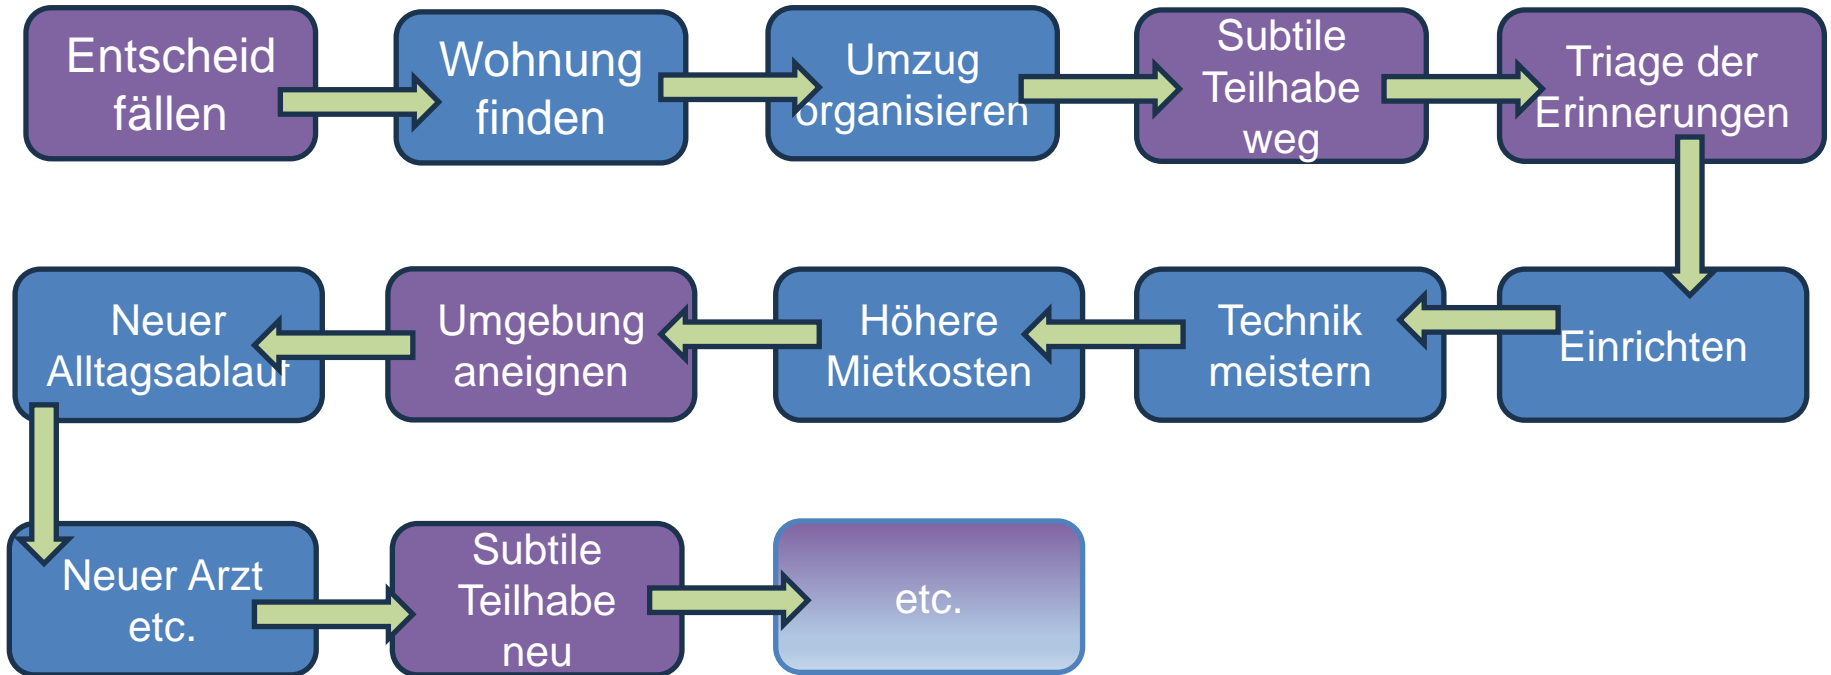 Entscheid
fällen
Wohnung
finden
Umzug
organisieren
Subtile
Teilhabe
weg
Triage der
Erinnerungen
Einrichten
Technik
meistern
Höhere
Mietkosten
Umgebung
aneignen
Neuer
Alltagsablauf
Neuer Arzt
etc.
Subtile
Teilhabe
neu
etc.